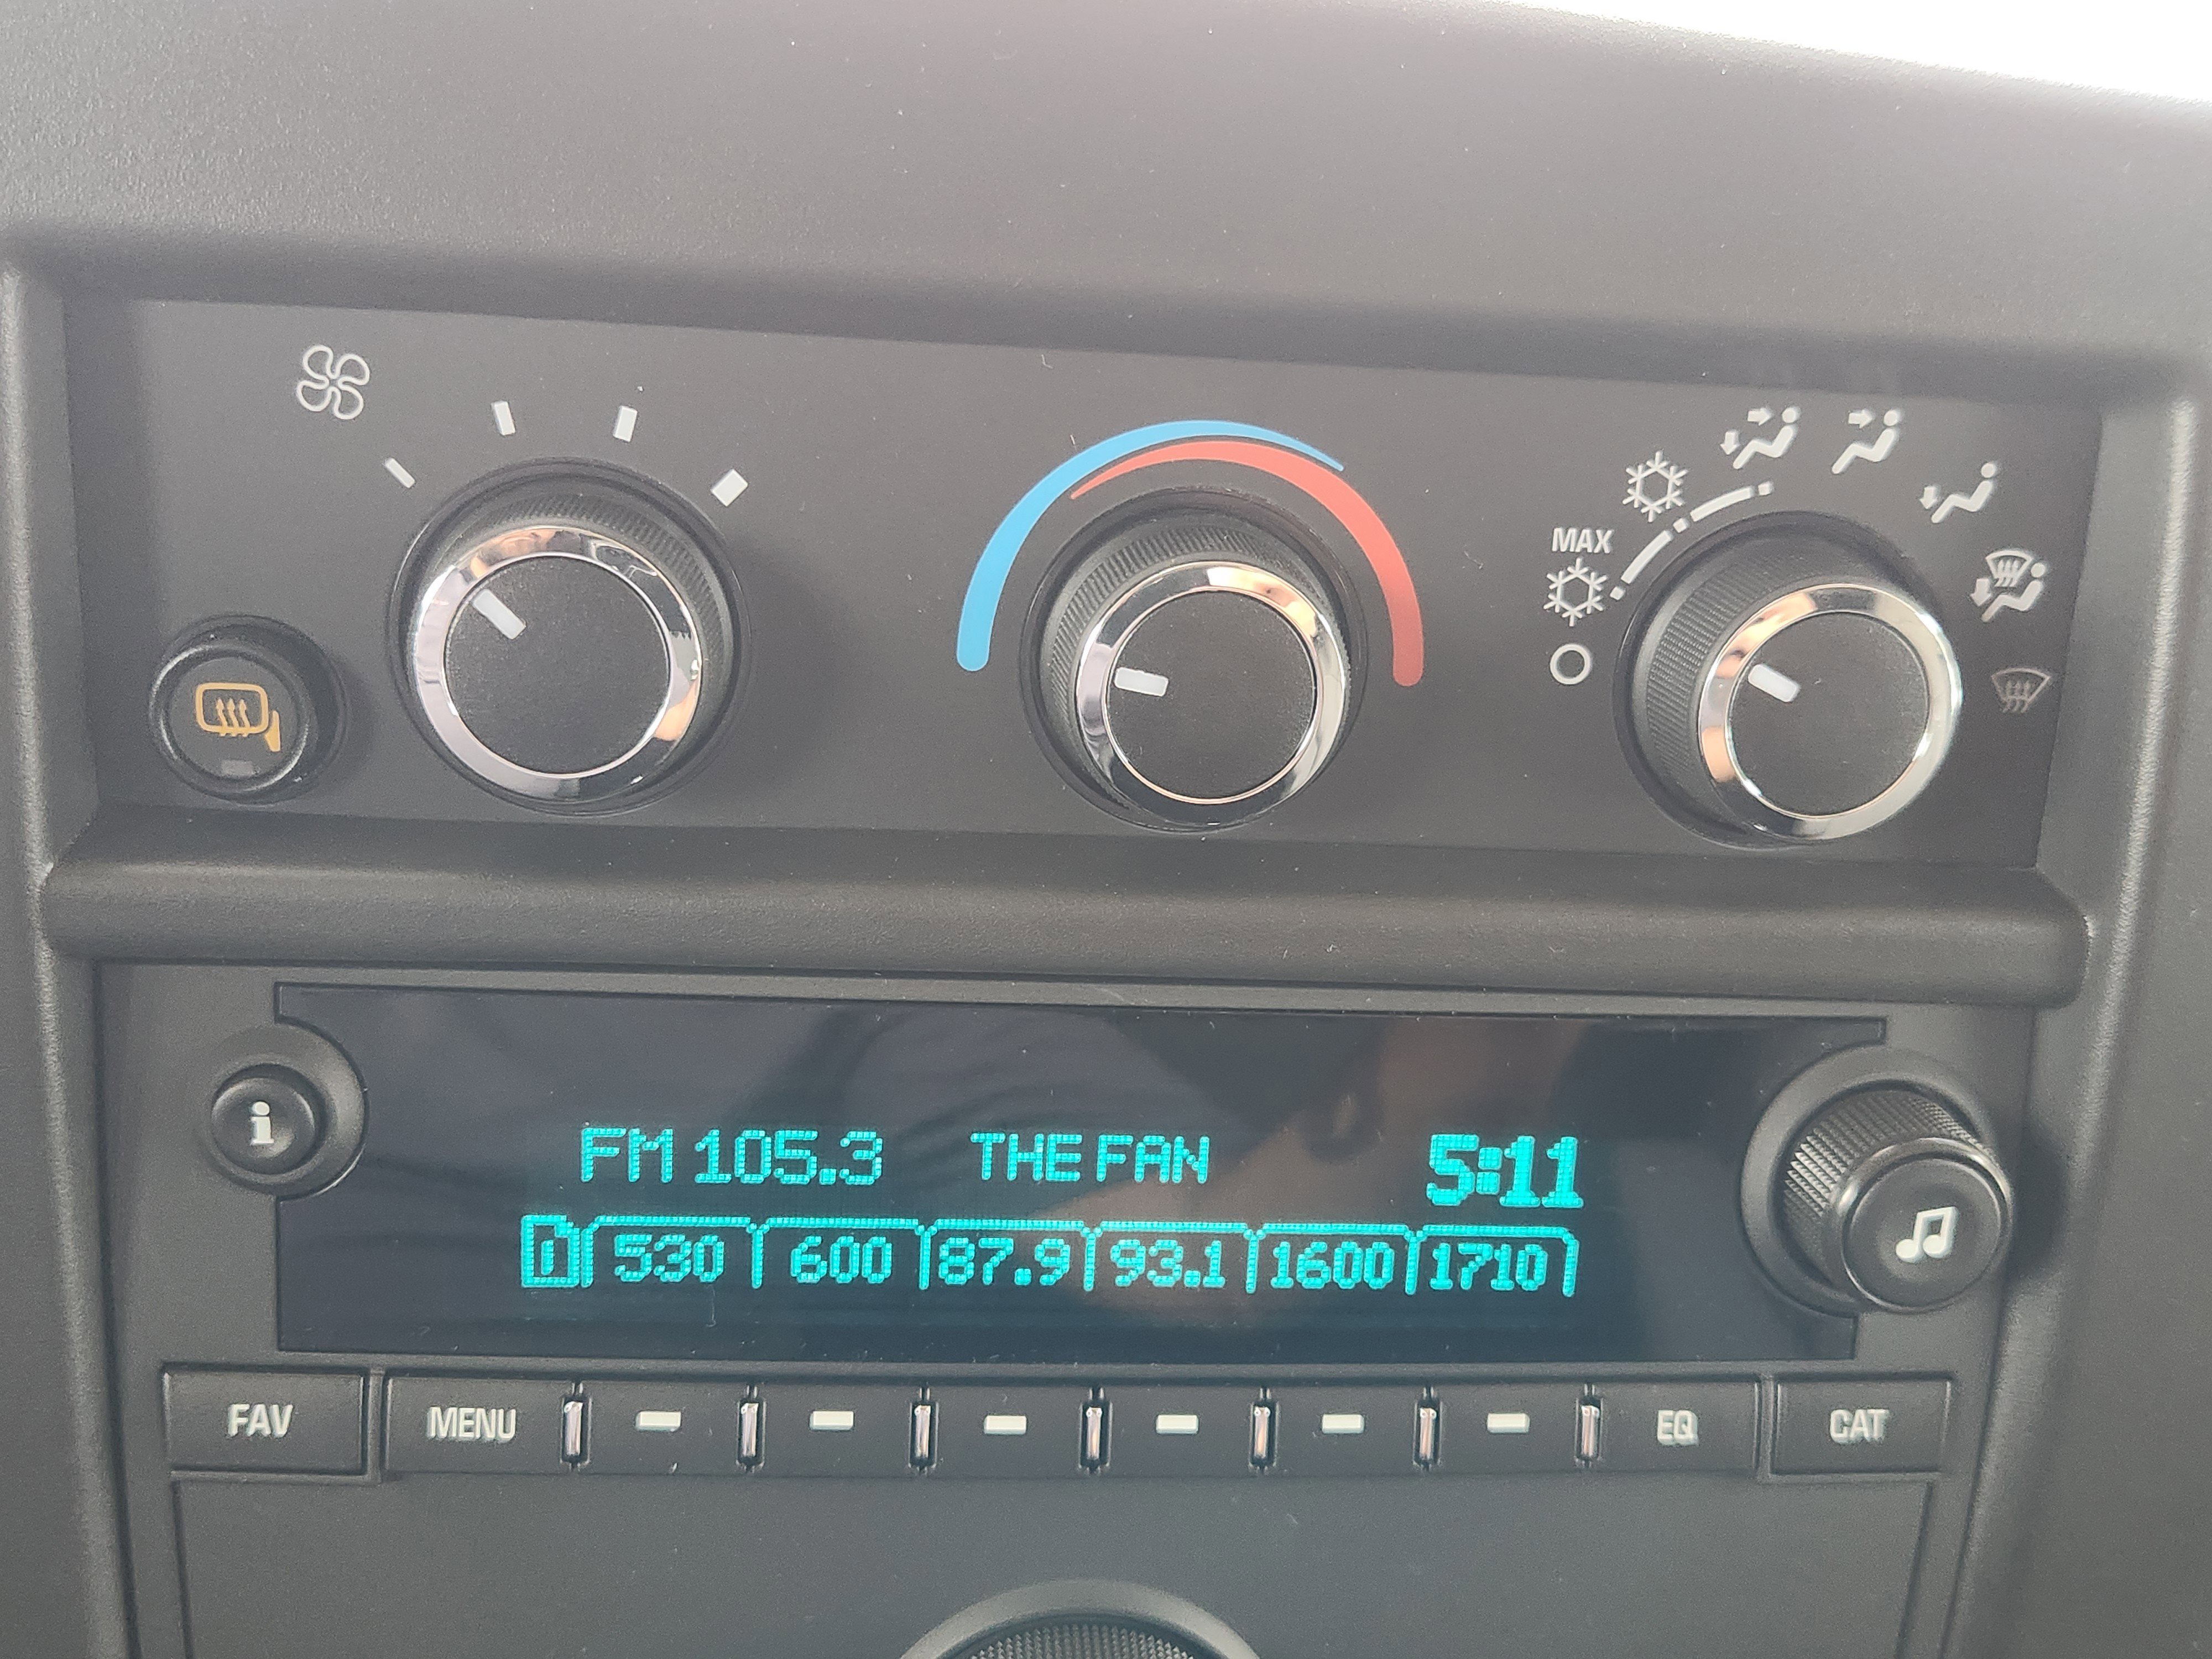 MAX
i
FM 105.3 THE FAN 5:11
1 530 600 87.9 93.1 1600 1710
FAV MENU EQ CAT